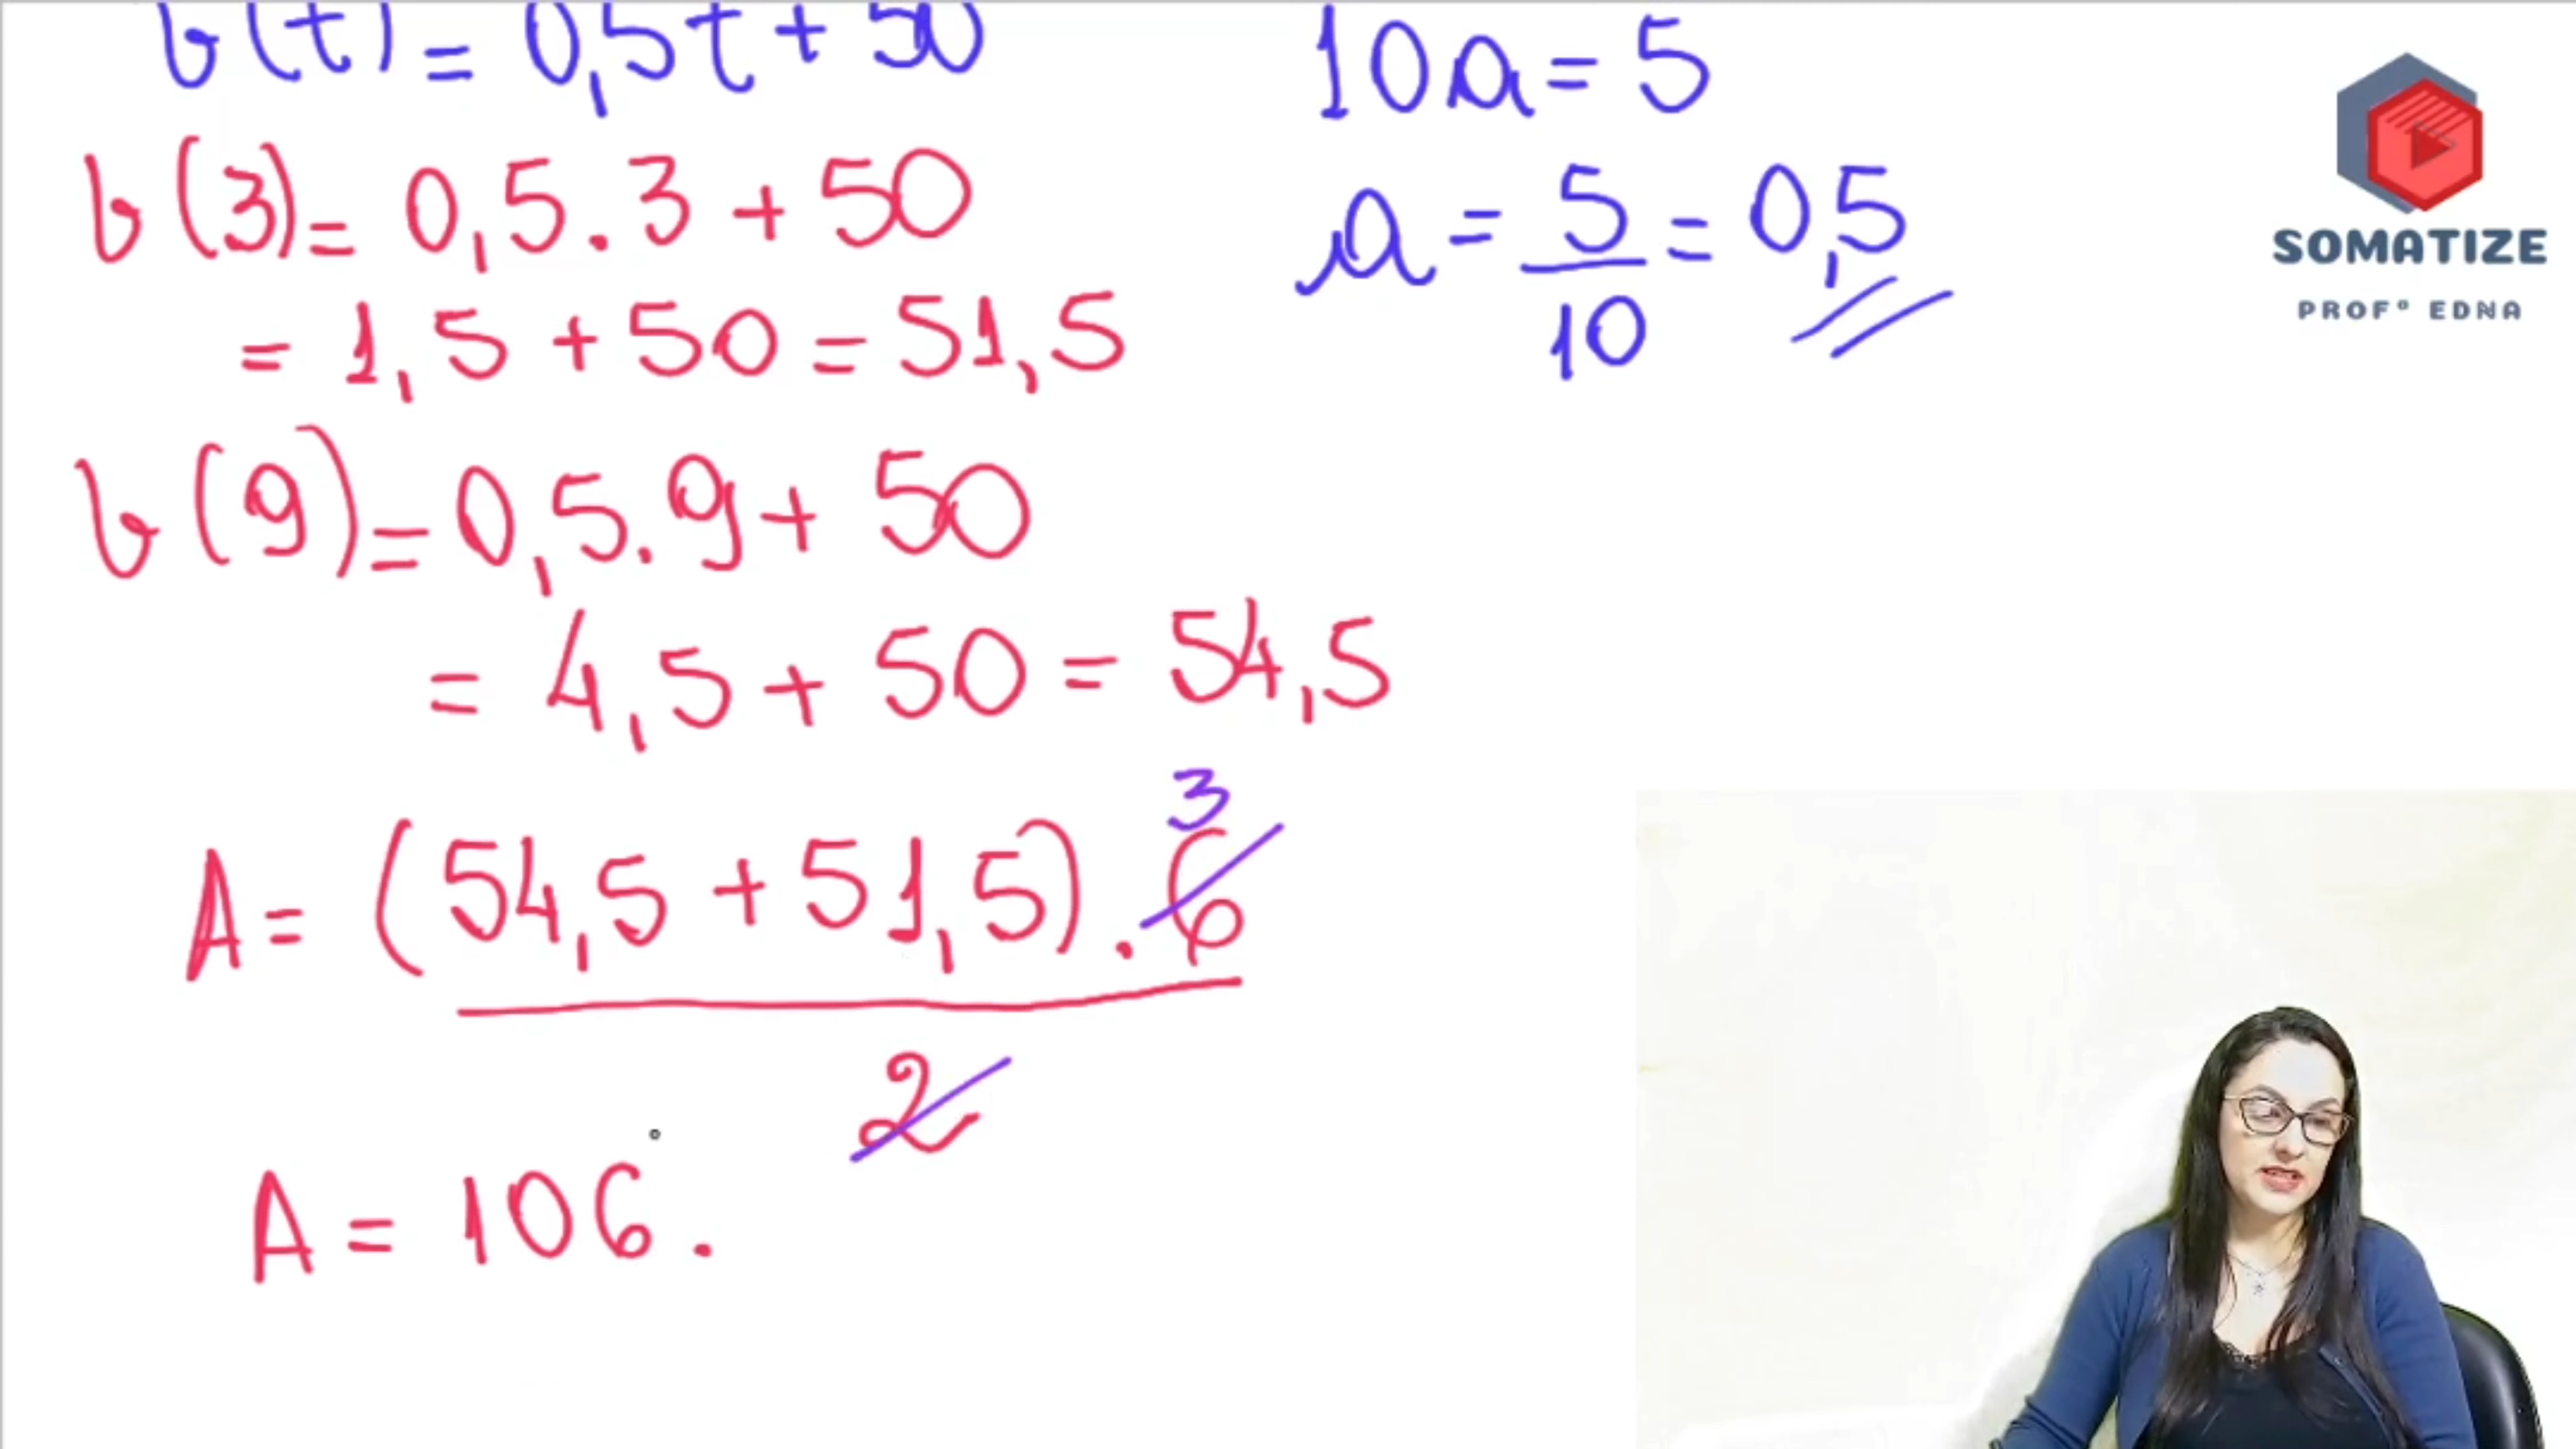 v(t) = 0,5t + 50
v(3) = 0,5 . 3 + 50
= 1,5 + 50 = 51,5
v(9) = 0,5 . 9 + 50
= 4,5 + 50 = 54,5
3
A = (54,5 + 51,5) . 6
2
A = 106 .
10a = 5
a = 5/10 = 0,5
SOMATIZE
PROFª EDNA